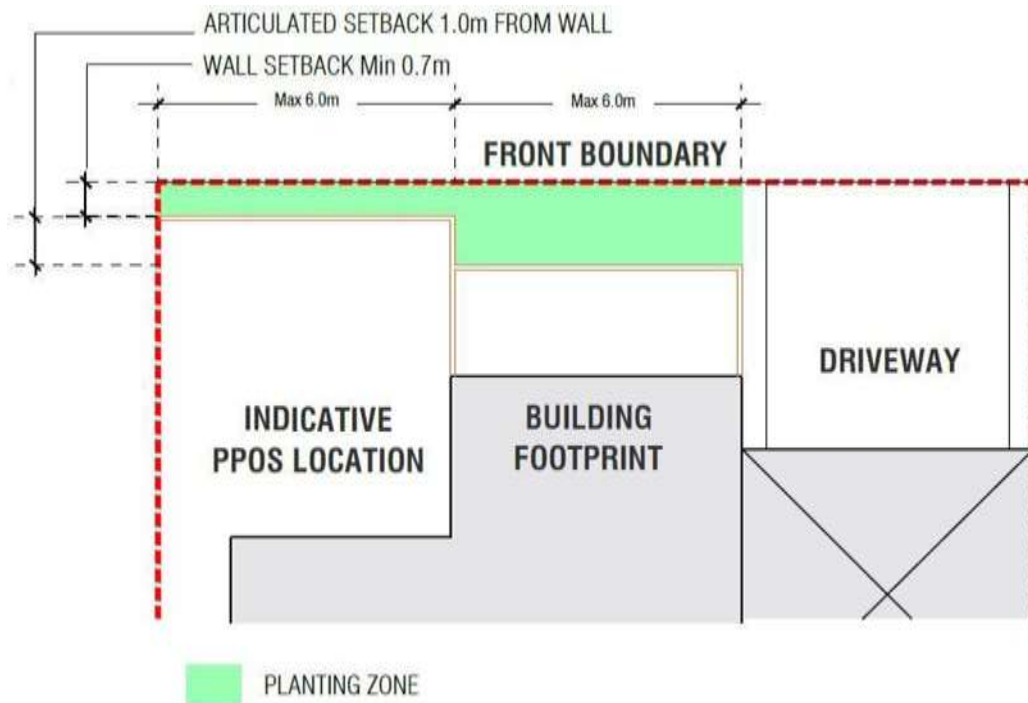 ARTICULATED SETBACK 1.0m FROM WALL
WALL SETBACK Min 0.7m
Max 6.0m
Max 6.0m
FRONT BOUNDARY
DRIVEWAY
INDICATIVE
PPOS LOCATION
BUILDING
FOOTPRINT
PLANTING ZONE